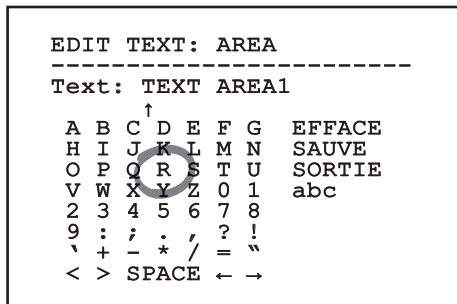 EDIT TEXT: AREA
------------------------
Text: TEXT AREA1
↑
A B C D E F G EFFACE
H I J K L M N SAUVE
O P Q R S T U SORTIE
V W X Y Z 0 1 abc
2 3 4 5 6 7 8
9 : ; . , ? !
‛ + - * / = ‟
< > SPACE ← →